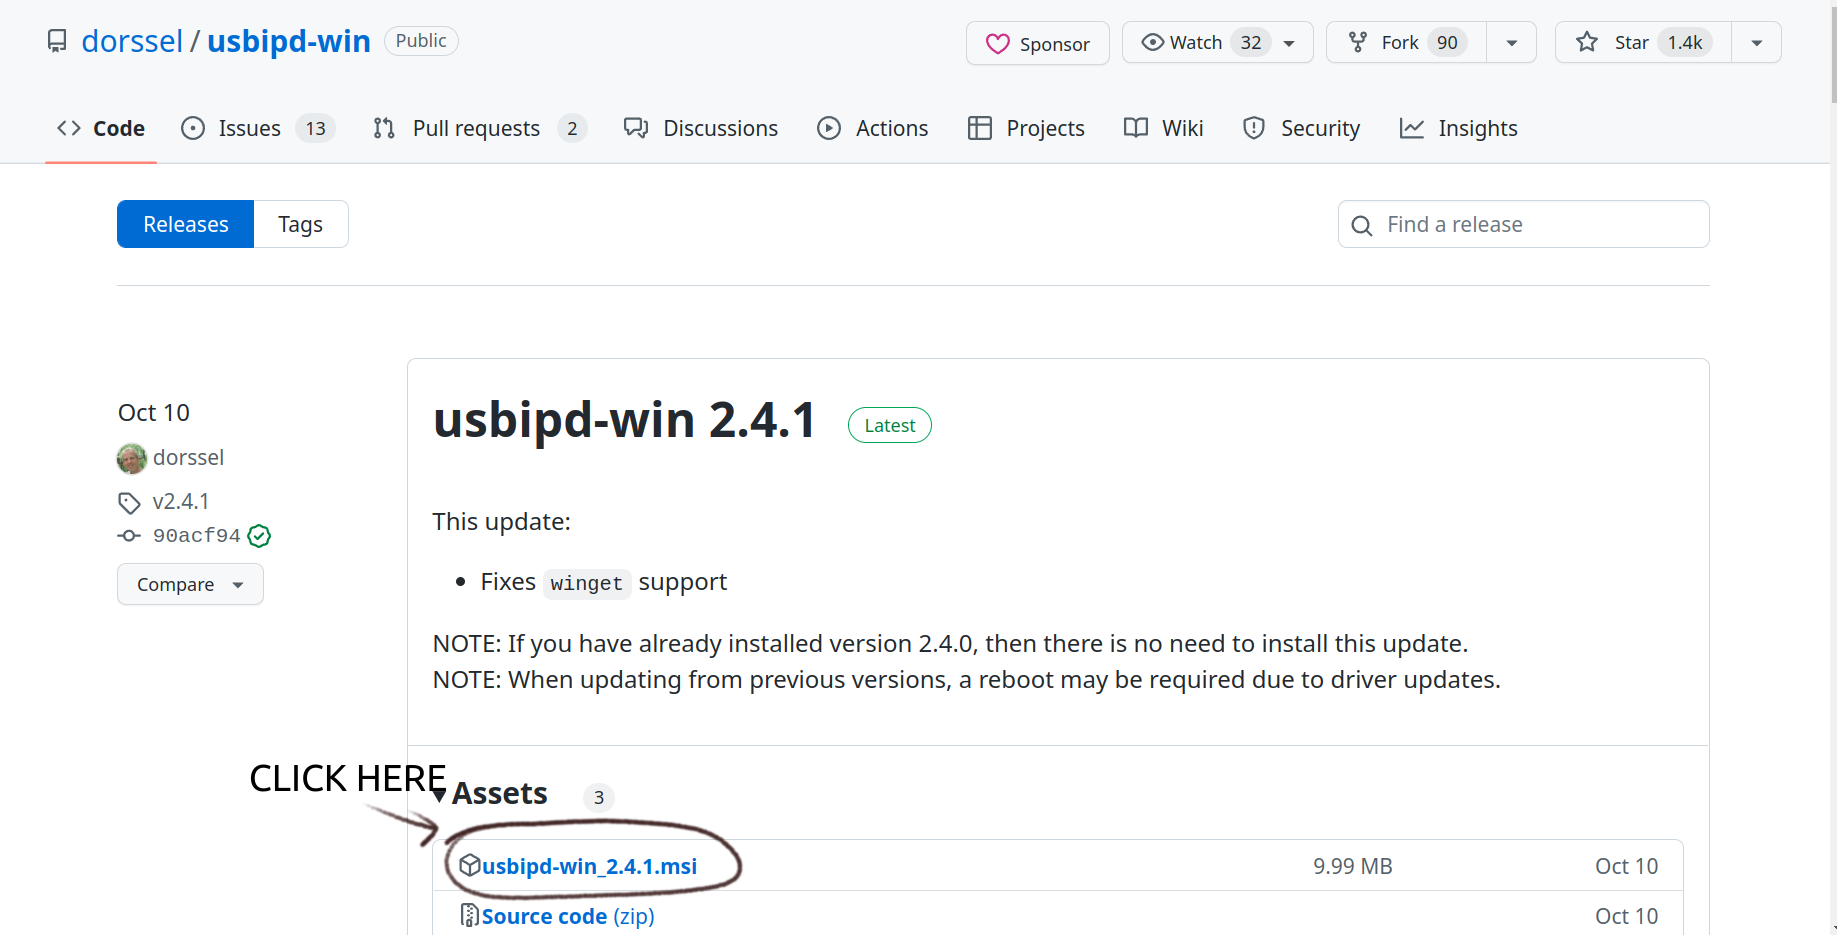 dorssel / usbipd-win Public
Sponsor Watch 32 Fork 90 Star 1.4k
Code Issues 13 Pull requests 2 Discussions Actions Projects Wiki Security Insights
Releases Tags Find a release
Oct 10
dorssel
v2.4.1
90acf94
Compare
usbipd-win 2.4.1 Latest
This update:
• Fixes winget support
NOTE: If you have already installed version 2.4.0, then there is no need to install this update.
NOTE: When updating from previous versions, a reboot may be required due to driver updates.
CLICK HERE
Assets 3
usbipd-win_2.4.1.msi 9.99 MB Oct 10
Source code (zip) Oct 10